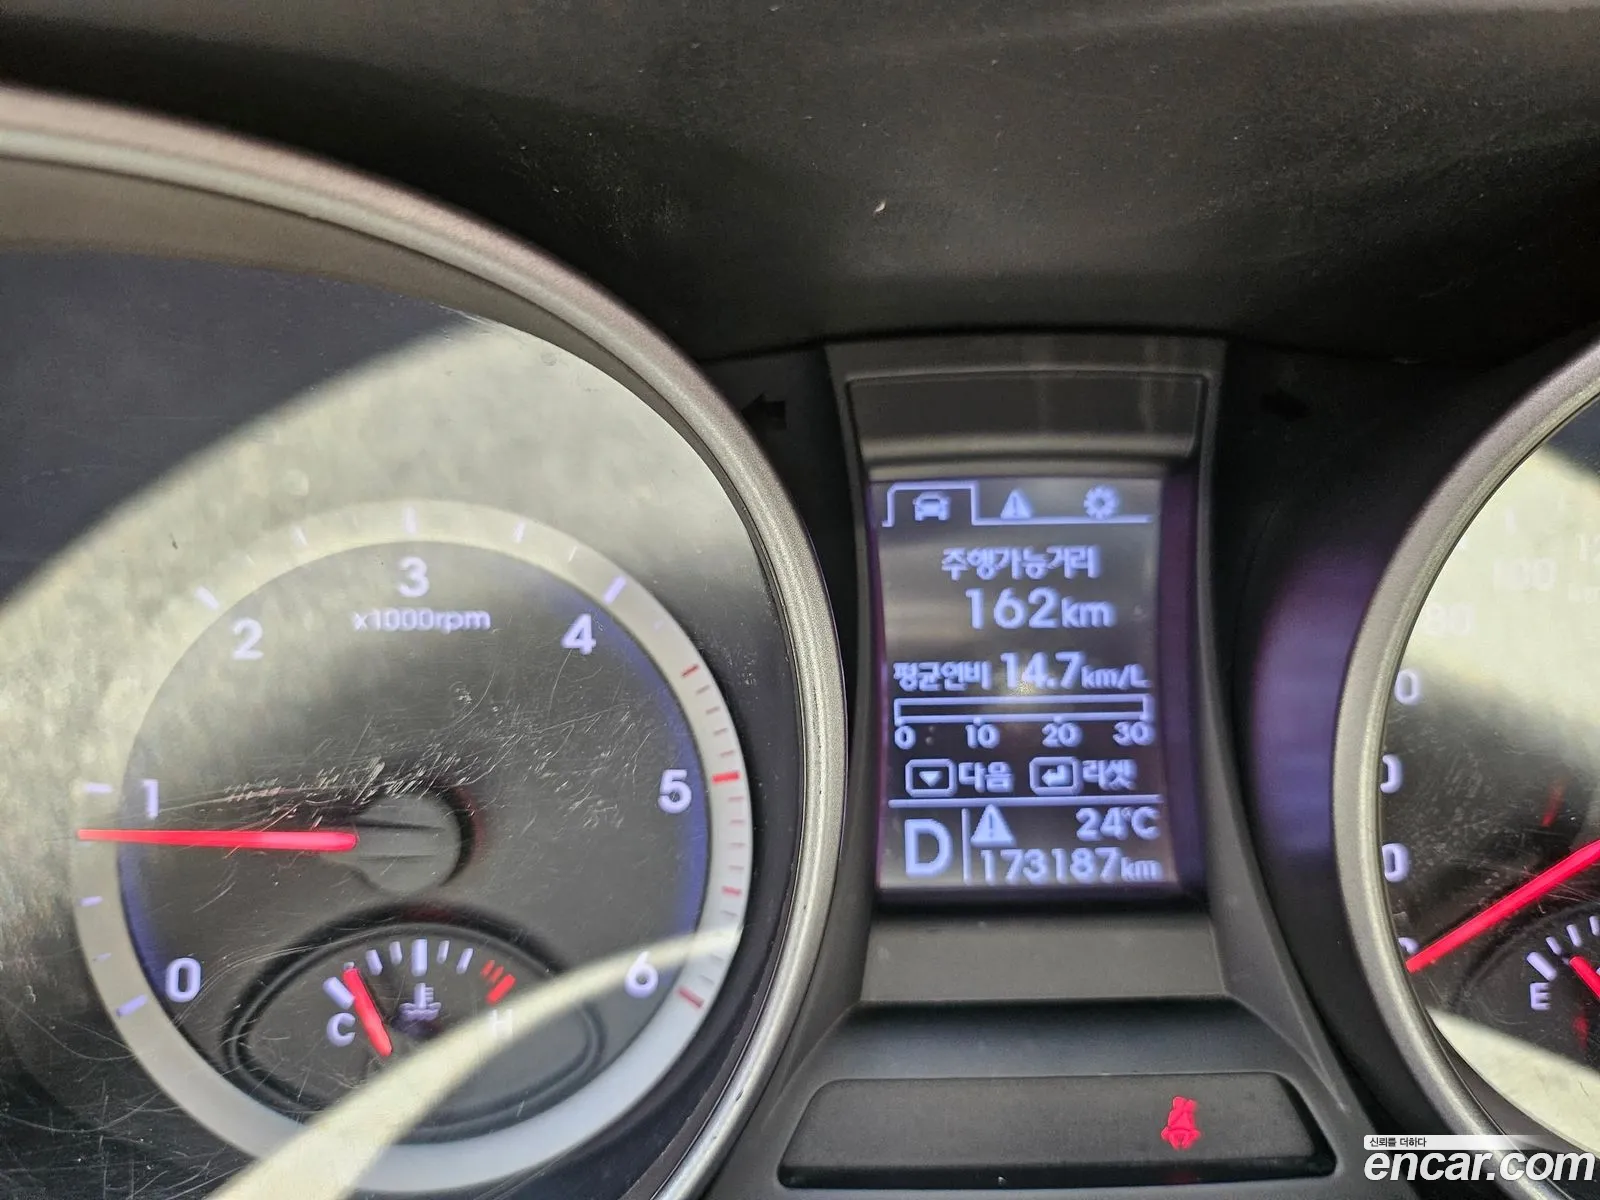 3
x1000rpm
2
4
1
5
0
6
C
H
주행가능거리
162km
평균연비 14.7km/L
0 10 20 30
다음 리셋
D 24°C
173187km
E
신뢰를 더하다
encar.com